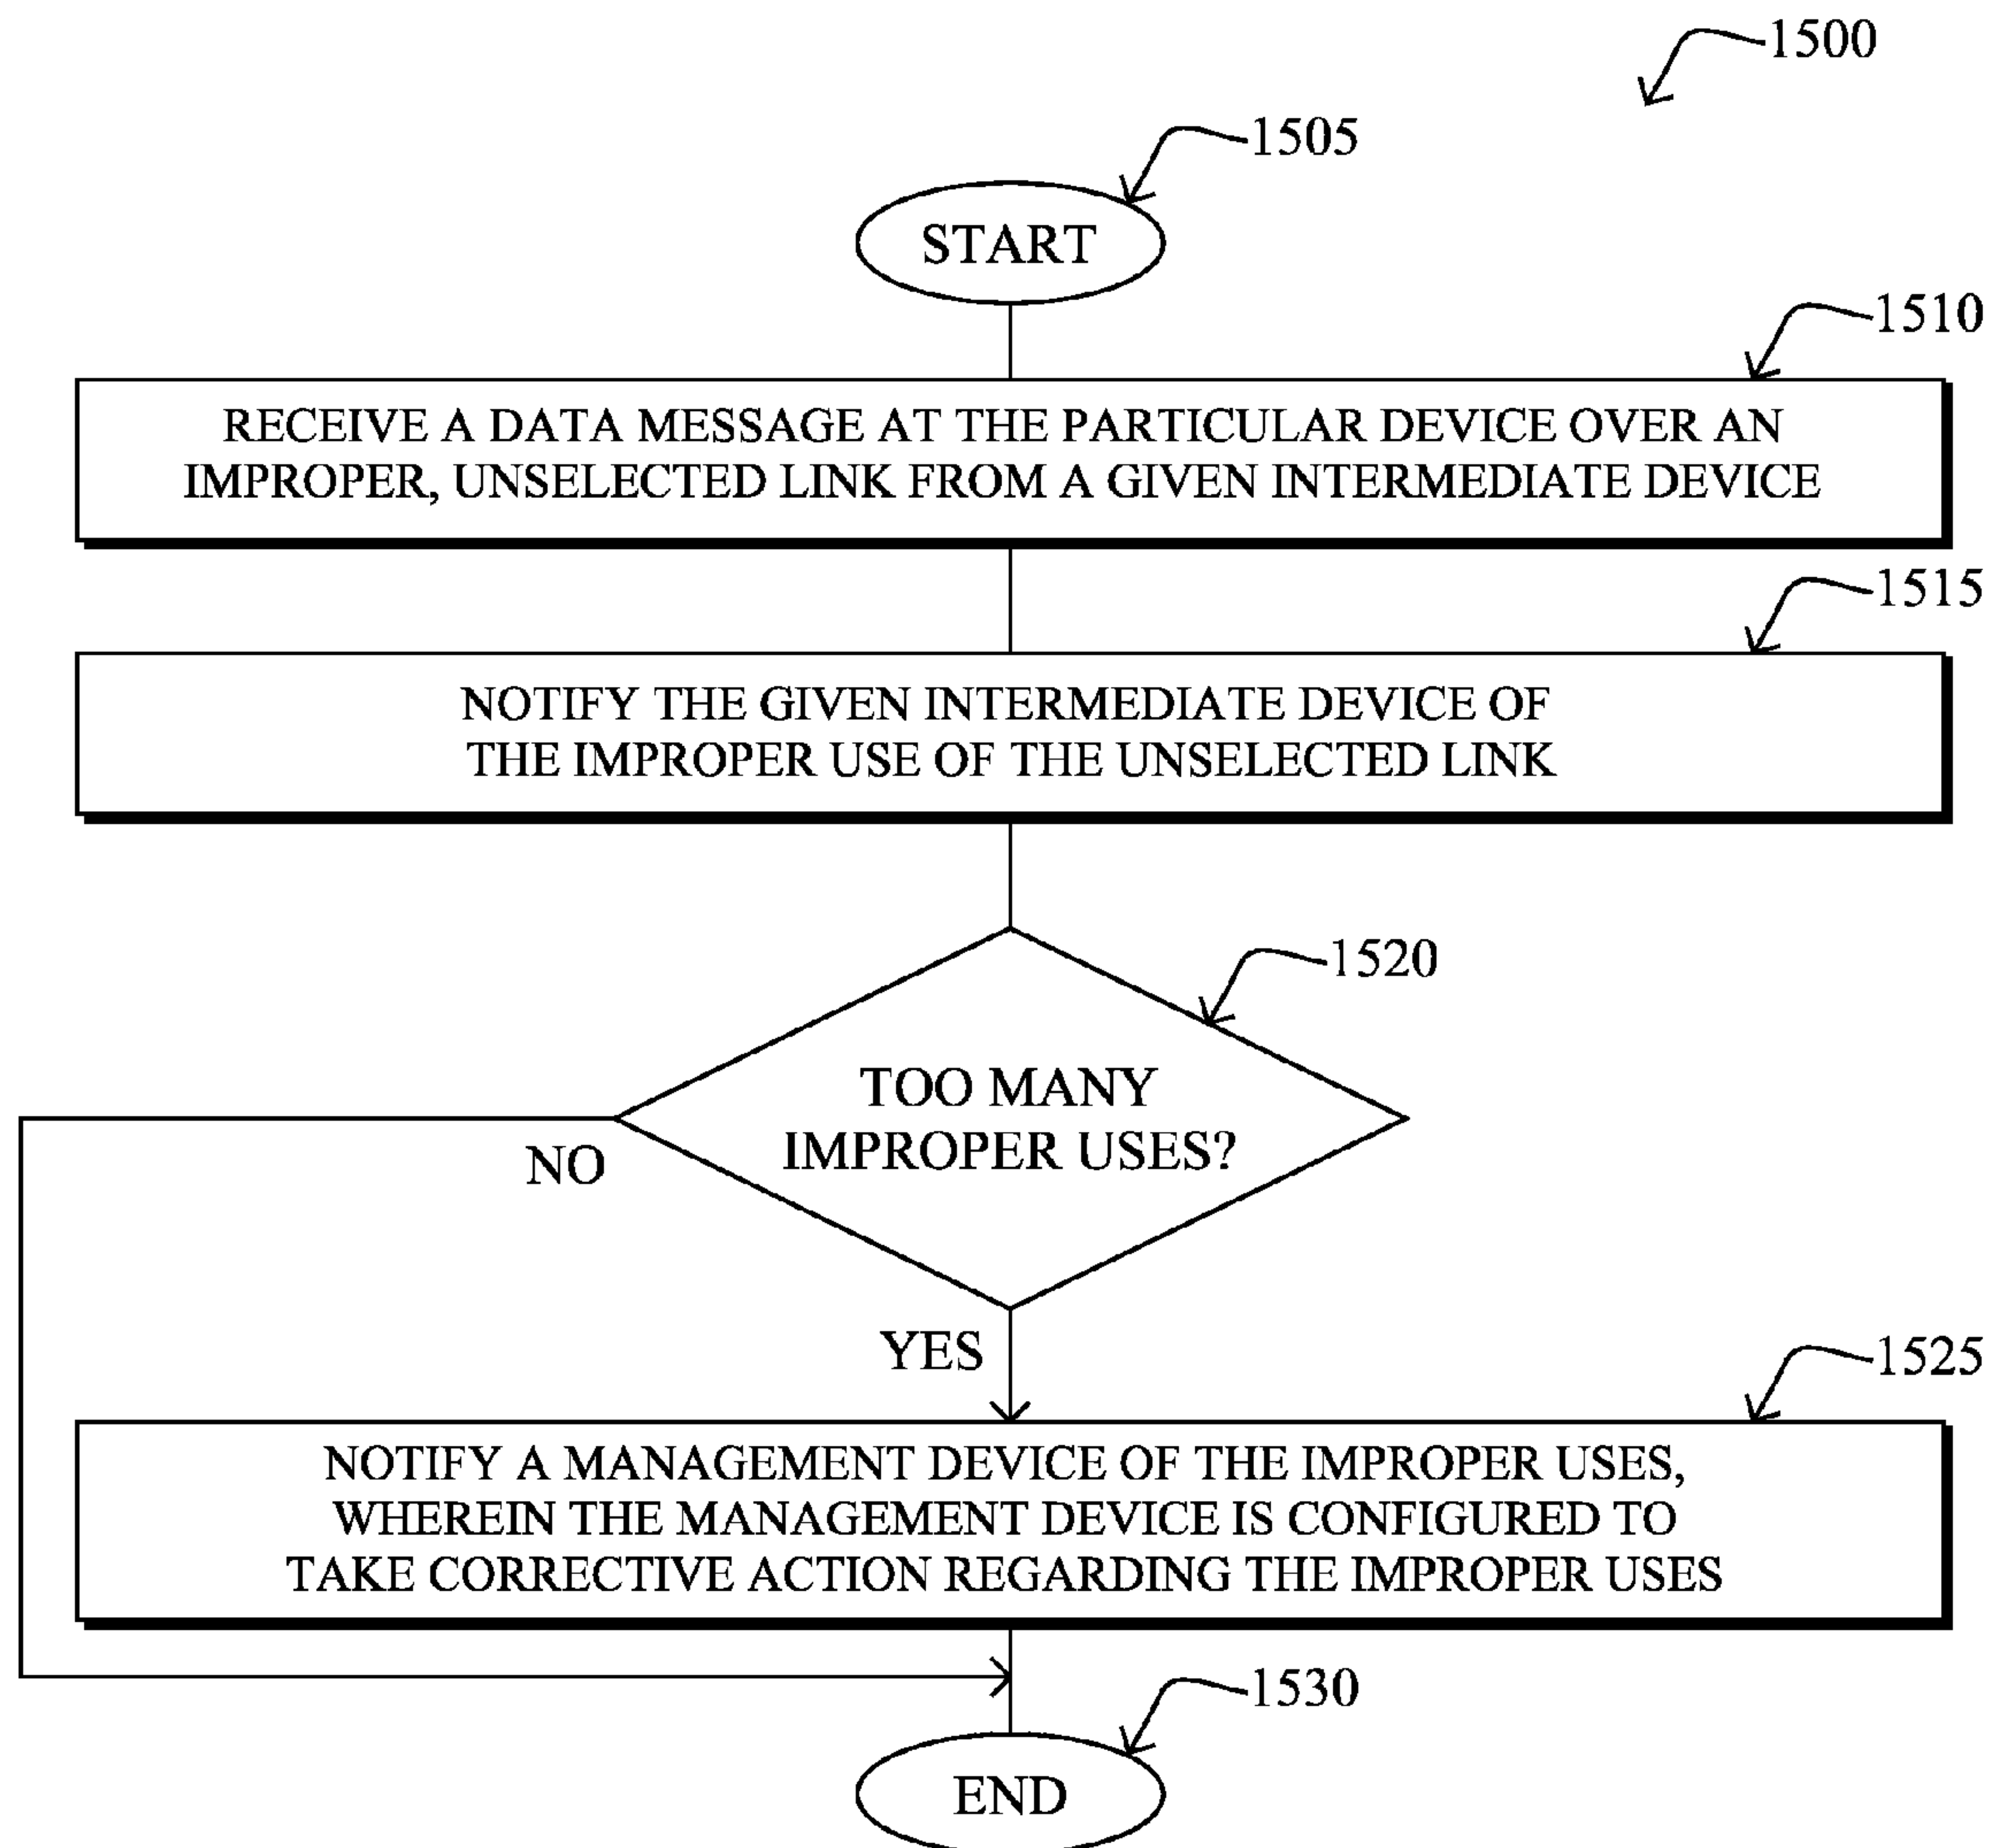 1500
1505
START
1510
RECEIVE A DATA MESSAGE AT THE PARTICULAR DEVICE OVER AN
IMPROPER, UNSELECTED LINK FROM A GIVEN INTERMEDIATE DEVICE
1515
NOTIFY THE GIVEN INTERMEDIATE DEVICE OF
THE IMPROPER USE OF THE UNSELECTED LINK
1520
TOO MANY
IMPROPER USES?
NO
YES
1525
NOTIFY A MANAGEMENT DEVICE OF THE IMPROPER USES,
WHEREIN THE MANAGEMENT DEVICE IS CONFIGURED TO
TAKE CORRECTIVE ACTION REGARDING THE IMPROPER USES
1530
END